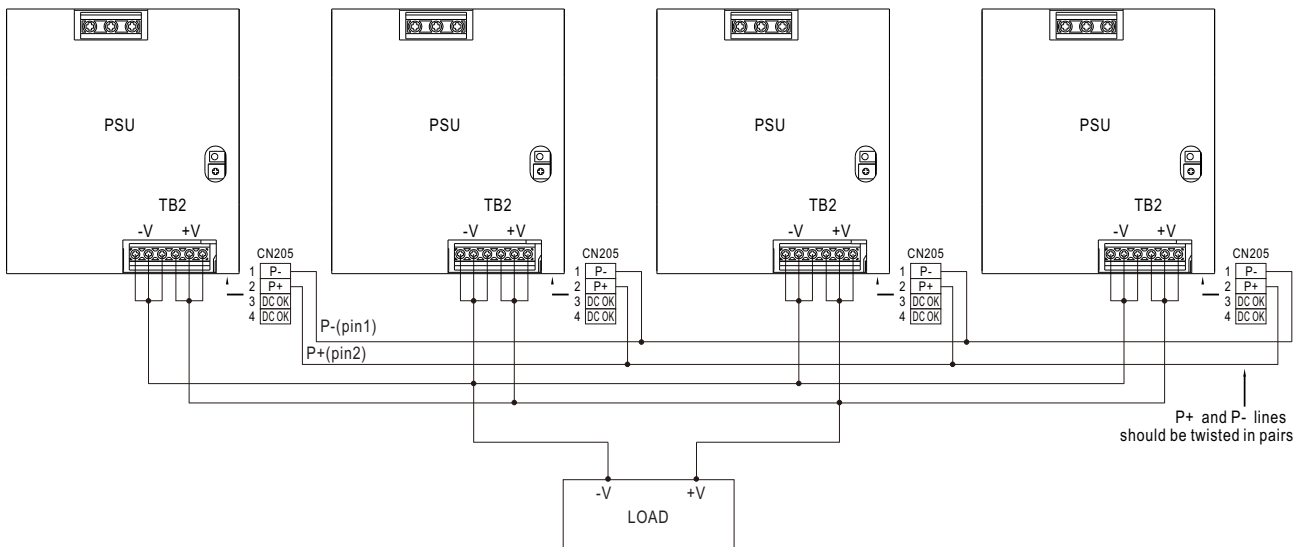 PSU
PSU
PSU
PSU
TB2
TB2
TB2
TB2
-V +V
-V +V
-V +V
-V +V
CN205
1 P-
2 P+
3 DC OK
4 DC OK
CN205
1 P-
2 P+
3 DC OK
4 DC OK
CN205
1 P-
2 P+
3 DC OK
4 DC OK
CN205
1 P-
2 P+
3 DC OK
4 DC OK
P-(pin1)
P+(pin2)
P+ and P- lines
should be twisted in pairs
-V +V
LOAD